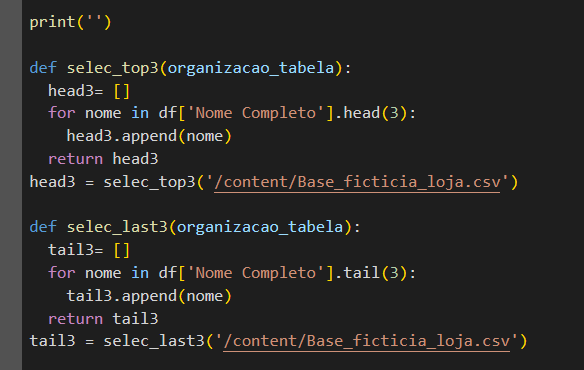 print('')
def selec_top3(organizacao_tabela):
head3= []
for nome in df['Nome Completo'].head(3):
head3.append(nome)
return head3
head3 = selec_top3('/content/Base_ficticia_loja.csv')
def selec_last3(organizacao_tabela):
tail3= []
for nome in df['Nome Completo'].tail(3):
tail3.append(nome)
return tail3
tail3 = selec_last3('/content/Base_ficticia_loja.csv')